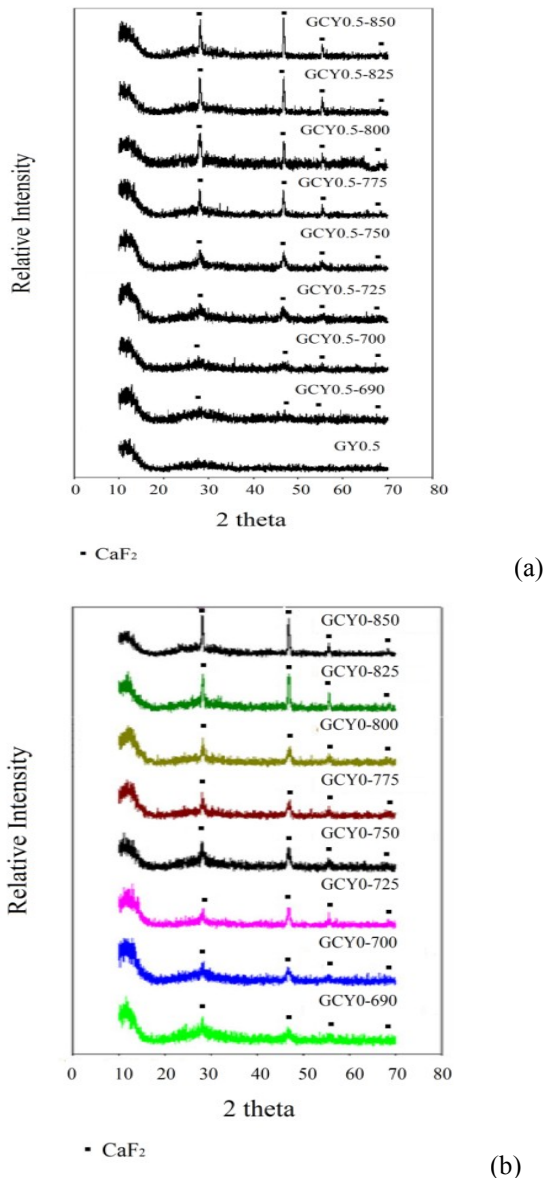 GCY0.5-850
GCY0.5-825
GCY0.5-800
GCY0.5-775
GCY0.5-750
GCY0.5-725
GCY0.5-700
GCY0.5-690
GY0.5
Relative Intensity
0 10 20 30 40 50 60 70 80
2 theta
CaF₂
(a)
GCY0-850
GCY0-825
GCY0-800
GCY0-775
GCY0-750
GCY0-725
GCY0-700
GCY0-690
Relative Intensity
0 10 20 30 40 50 60 70 80
2 theta
CaF₂
(b)